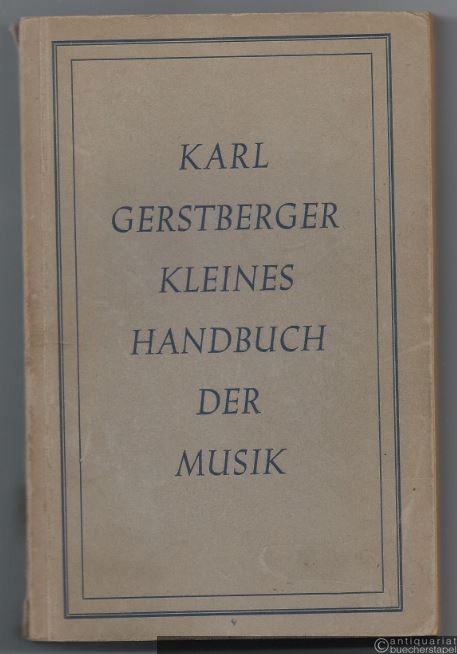 KARL
GERSTBERGER
KLEINES
HANDBUCH
DER
MUSIK
©antiquariat
buecherstapel